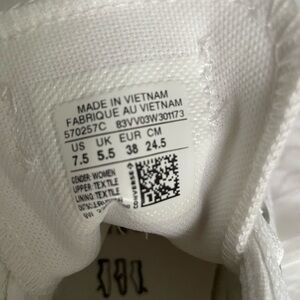 MADE IN VIETNAM
FABRIQUE AU VIETNAM
570257C 83VV03W301173
US UK EUR CM
7.5 5.5 38 24.5
GENDER: WOMEN
UPPER: TEXTILE
LINING: TEXTILE
CONVERSE